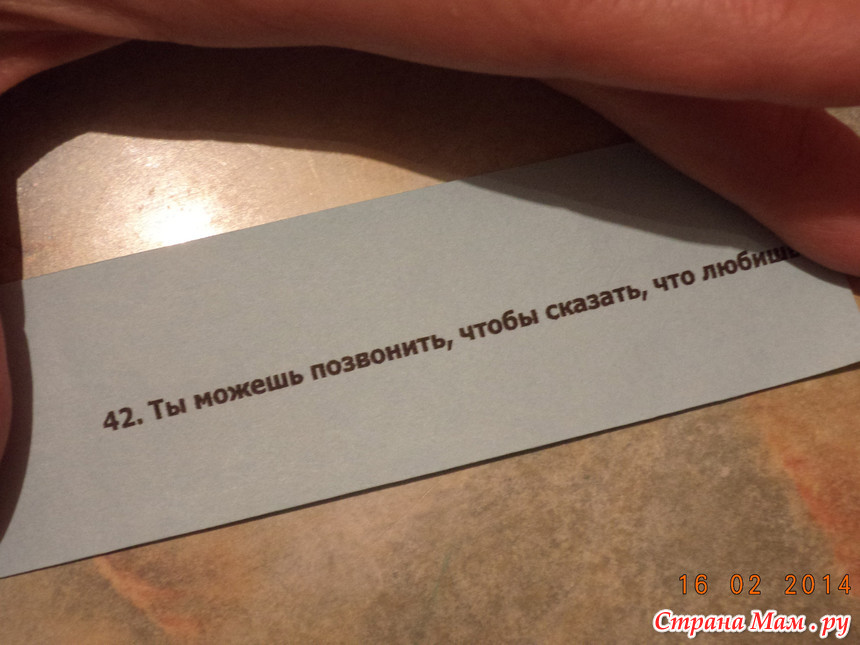 42. Ты можешь позвонить, чтобы сказать, что любишь
16 02 2014
Страна Мам.ру